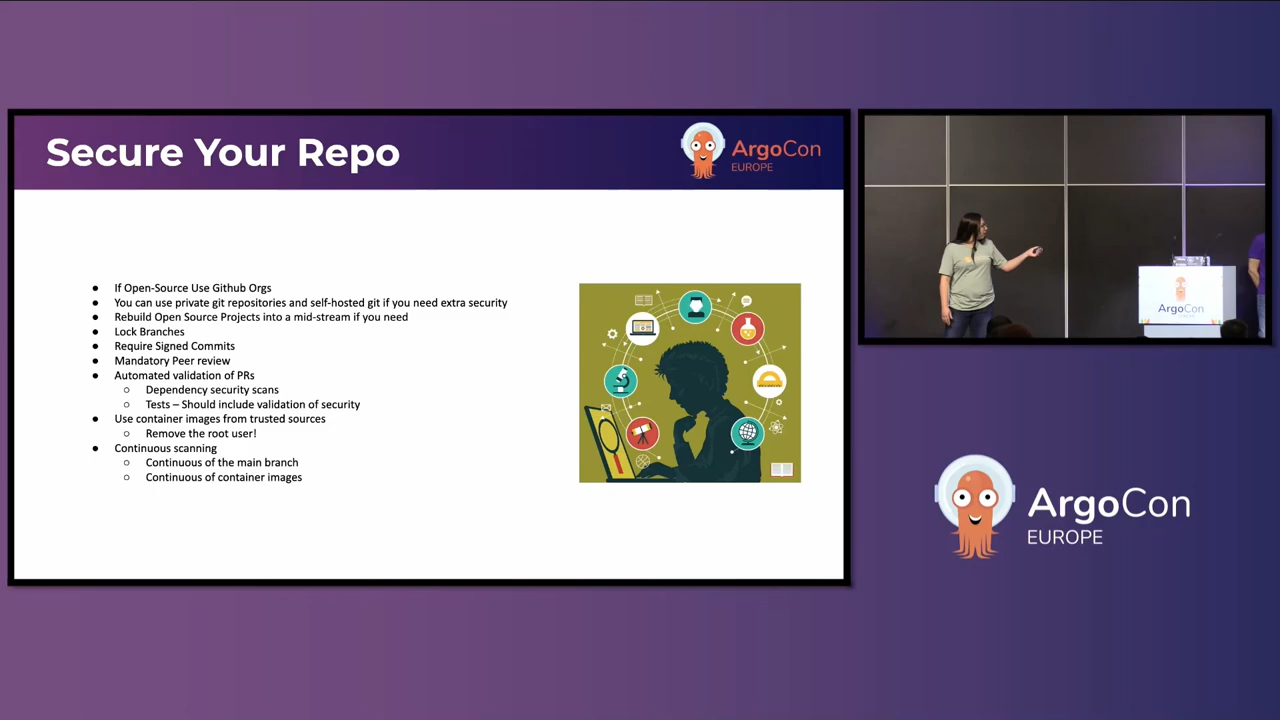 Secure Your Repo
ArgoCon
EUROPE
If Open-Source Use Github Orgs
You can use private git repositories and self-hosted git if you need extra security
Rebuild Open Source Projects into a mid-stream if you need
Lock Branches
Require Signed Commits
Mandatory Peer review
Automated validation of PRs
Dependency security scans
Tests – Should include validation of security
Use container images from trusted sources
Remove the root user!
Continuous scanning
Continuous of the main branch
Continuous of container images
ArgoCon
ArgoCon
EUROPE